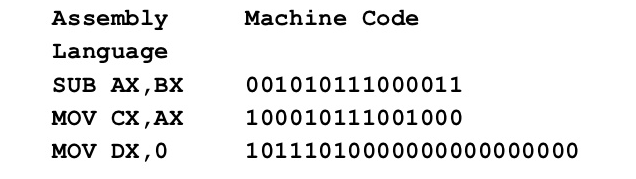 Assembly Machine Code
Language
SUB AX,BX 001010111000011
MOV CX,AX 100010111001000
MOV DX,0 10111010000000000000000